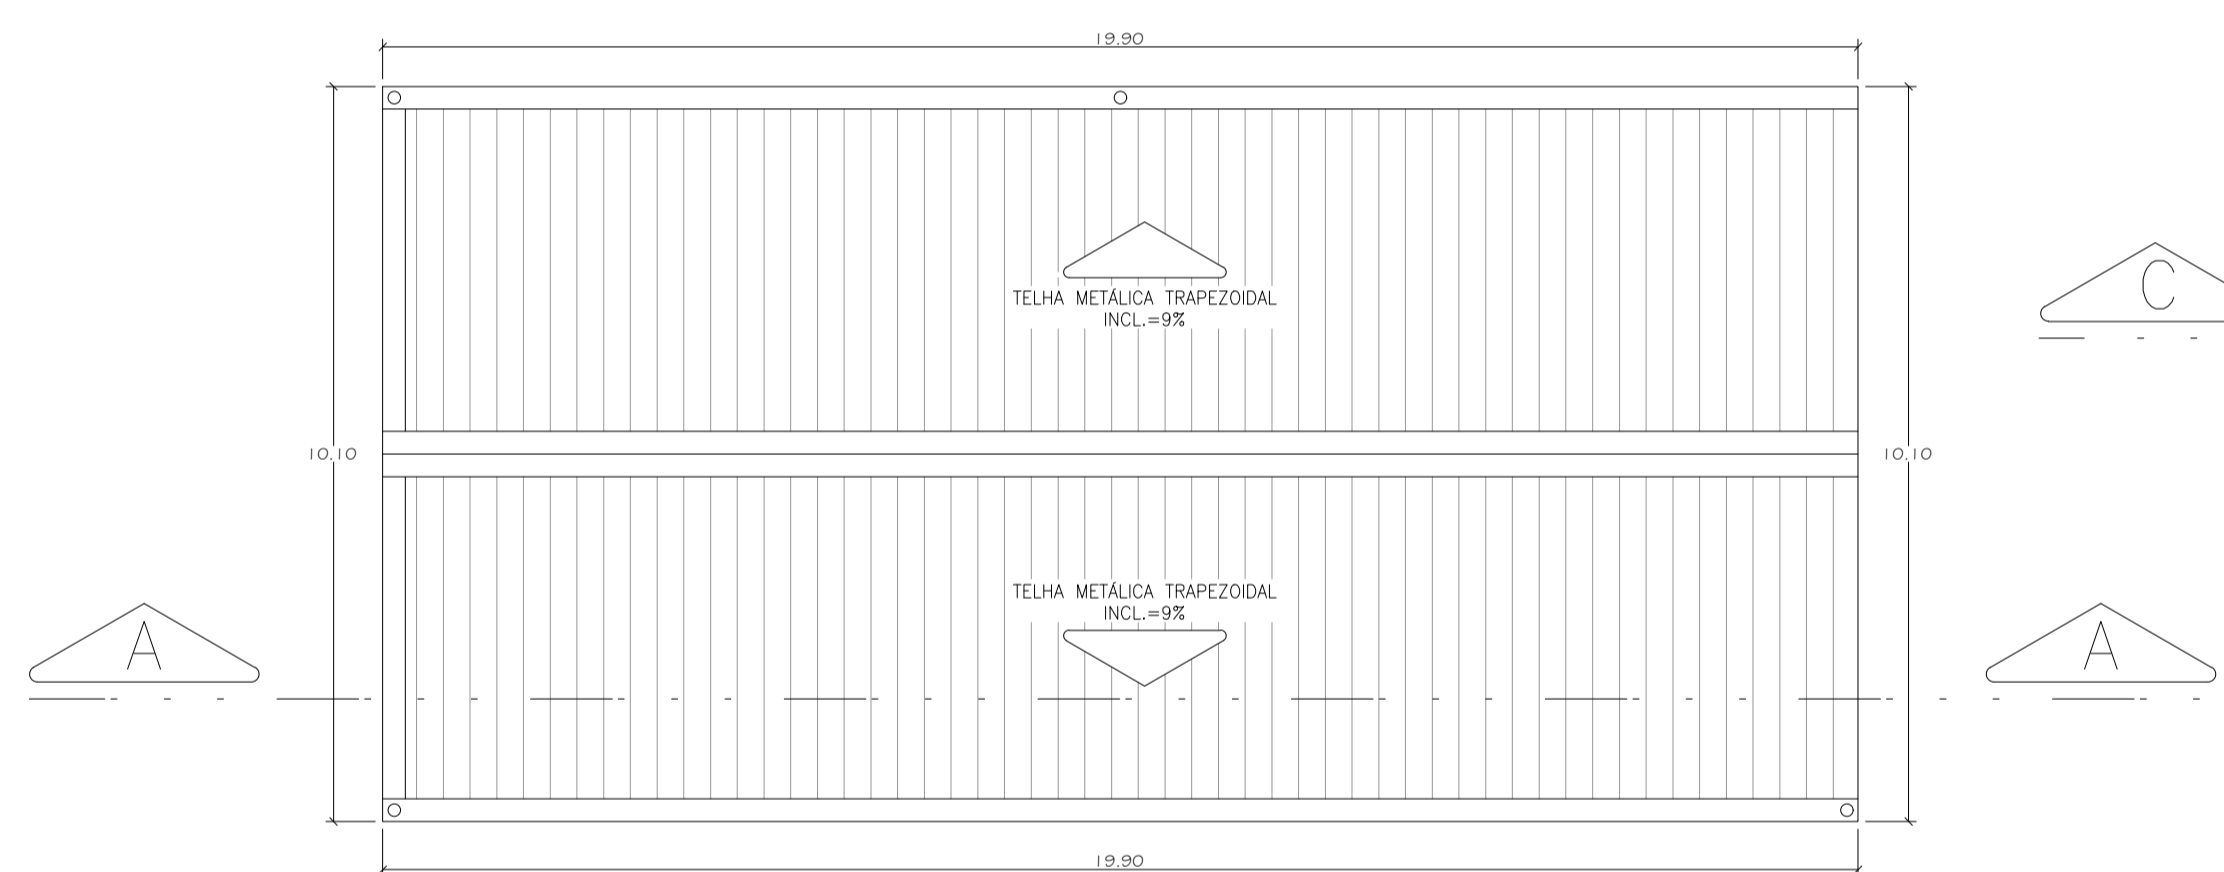 19.90
TELHA METÁLICA TRAPEZOIDAL
INCL.=9%
C
10.10
10.10
TELHA METÁLICA TRAPEZOIDAL
INCL.=9%
A
A
19.90